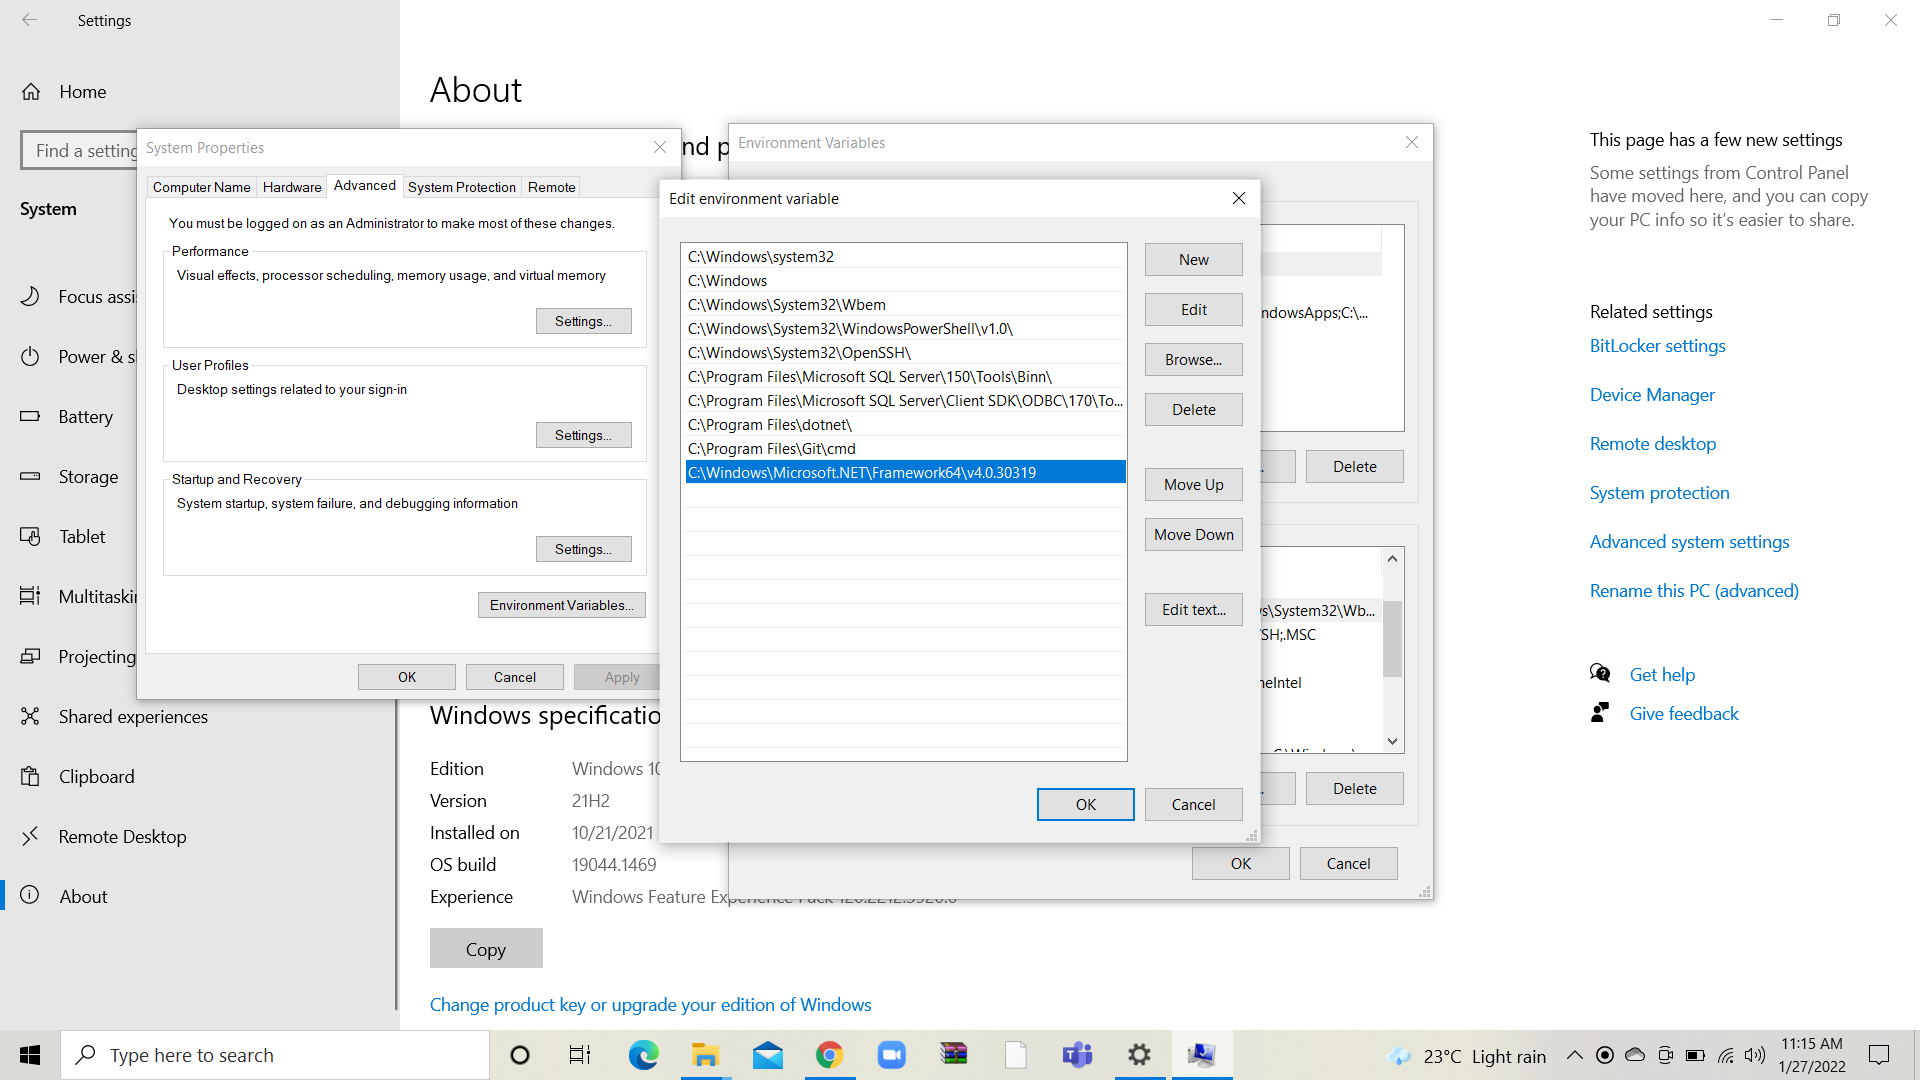 Settings
Home
Find a setting
System
Focus assi
Power & s
Battery
Storage
Tablet
Multitaskin
Projecting
Shared experiences
Clipboard
Remote Desktop
About
About
nd p
System Properties
Computer Name
Hardware
Advanced
System Protection
Remote
You must be logged on as an Administrator to make most of these changes.
Performance
Visual effects, processor scheduling, memory usage, and virtual memory
Settings...
User Profiles
Desktop settings related to your sign-in
Settings...
Startup and Recovery
System startup, system failure, and debugging information
Settings...
Environment Variables...
OK
Cancel
Apply
Environment Variables
ndowsApps;C:\...
Delete
s\System32\Wb...
SH;.MSC
neIntel
Delete
OK
Cancel
Edit environment variable
C:\Windows\system32
C:\Windows
C:\Windows\System32\Wbem
C:\Windows\System32\WindowsPowerShell\v1.0\
C:\Windows\System32\OpenSSH\
C:\Program Files\Microsoft SQL Server\150\Tools\Binn\
C:\Program Files\Microsoft SQL Server\Client SDK\ODBC\170\To...
C:\Program Files\dotnet\
C:\Program Files\Git\cmd
C:\Windows\Microsoft.NET\Framework64\v4.0.30319
New
Edit
Browse...
Delete
Move Up
Move Down
Edit text...
OK
Cancel
Windows specificatio
Edition Windows 10
Version 21H2
Installed on 10/21/2021
OS build 19044.1469
Experience Windows Feature Experience Pack 120.2212.3920.0
Copy
Change product key or upgrade your edition of Windows
This page has a few new settings
Some settings from Control Panel
have moved here, and you can copy
your PC info so it's easier to share.
Related settings
BitLocker settings
Device Manager
Remote desktop
System protection
Advanced system settings
Rename this PC (advanced)
Get help
Give feedback
Type here to search
23°C Light rain
11:15 AM
1/27/2022